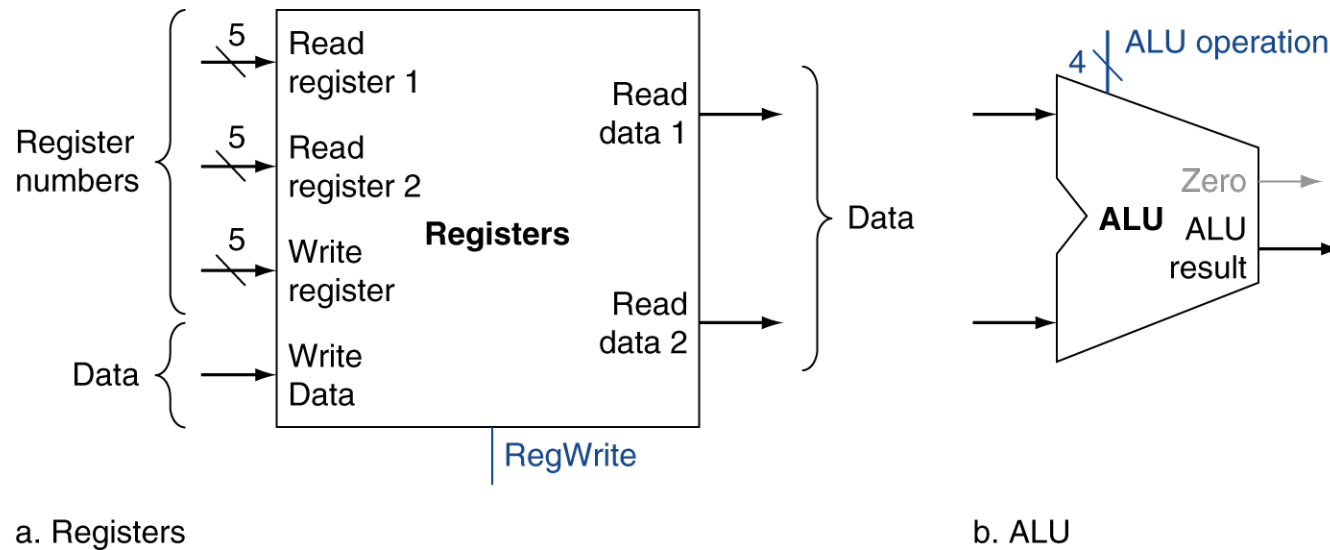 Register
numbers
5
Read
register 1
5
Read
register 2
5
Write
register
Data
Write
Data
Registers
Read
data 1
Read
data 2
Data
RegWrite
a. Registers
4
ALU operation
Zero
ALU
ALU
result
b. ALU